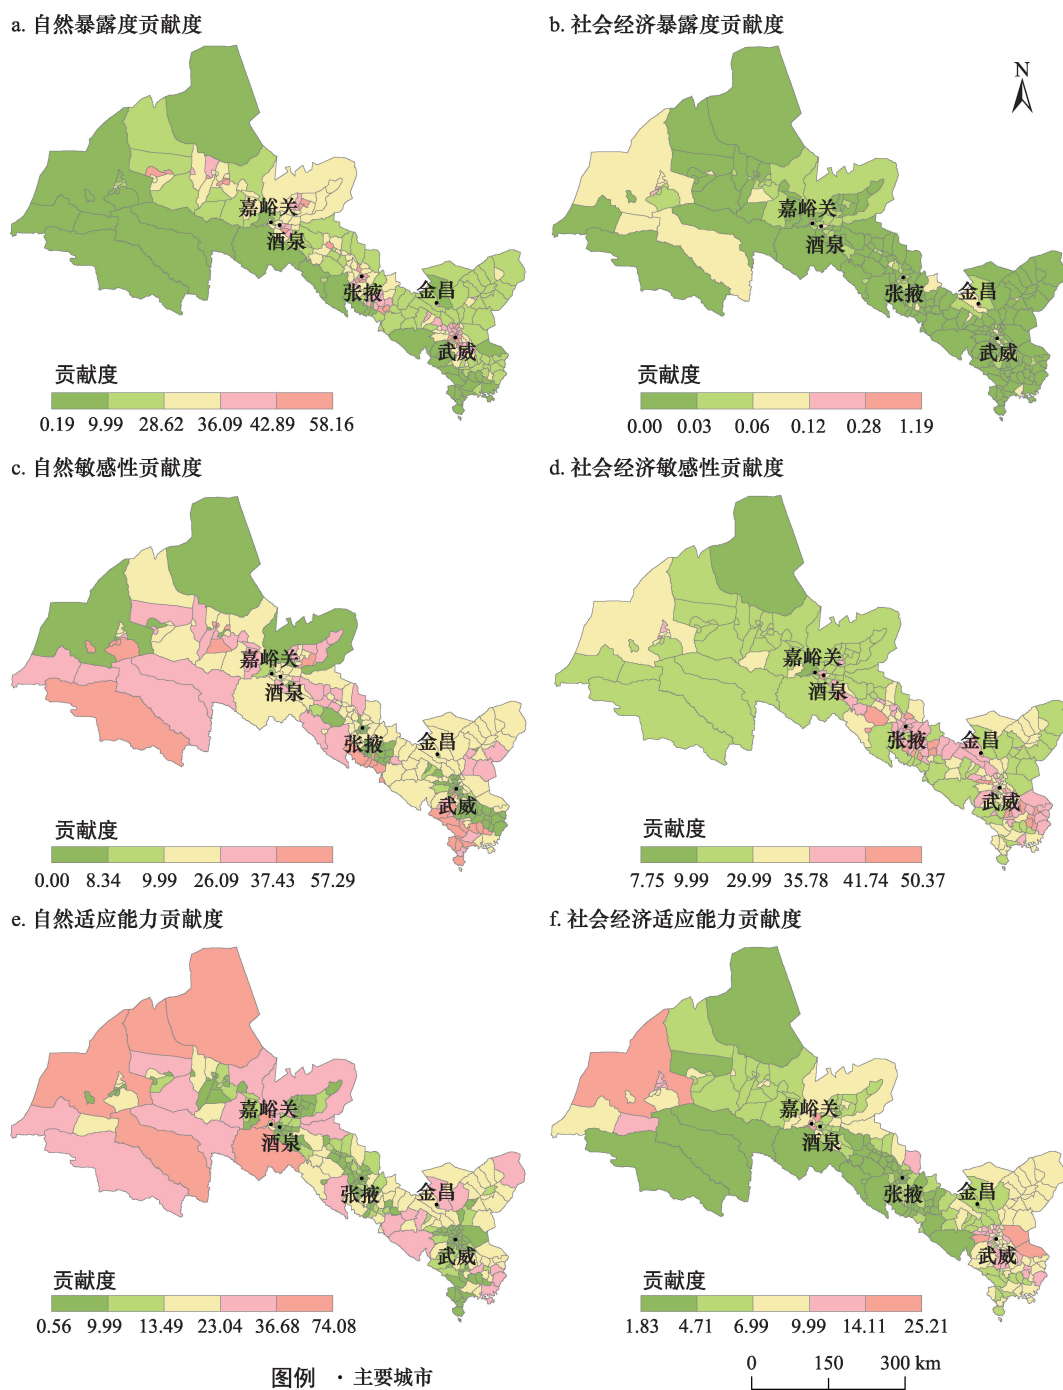 a. 自然暴露度贡献度
b. 社会经济暴露度贡献度
N
嘉峪关
酒泉
张掖
金昌
武威
贡献度
0.19 9.99 28.62 36.09 42.89 58.16
嘉峪关
酒泉
张掖
金昌
武威
贡献度
0.00 0.03 0.06 0.12 0.28 1.19
c. 自然敏感性贡献度
d. 社会经济敏感性贡献度
嘉峪关
酒泉
张掖
金昌
武威
贡献度
0.00 8.34 9.99 26.09 37.43 57.29
嘉峪关
酒泉
张掖
金昌
武威
贡献度
7.75 9.99 29.99 35.78 41.74 50.37
e. 自然适应能力贡献度
f. 社会经济适应能力贡献度
嘉峪关
酒泉
张掖
金昌
武威
贡献度
0.56 9.99 13.49 23.04 36.68 74.08
嘉峪关
酒泉
张掖
金昌
武威
贡献度
1.83 4.71 6.99 9.99 14.11 25.21
图例 · 主要城市
0 150 300 km